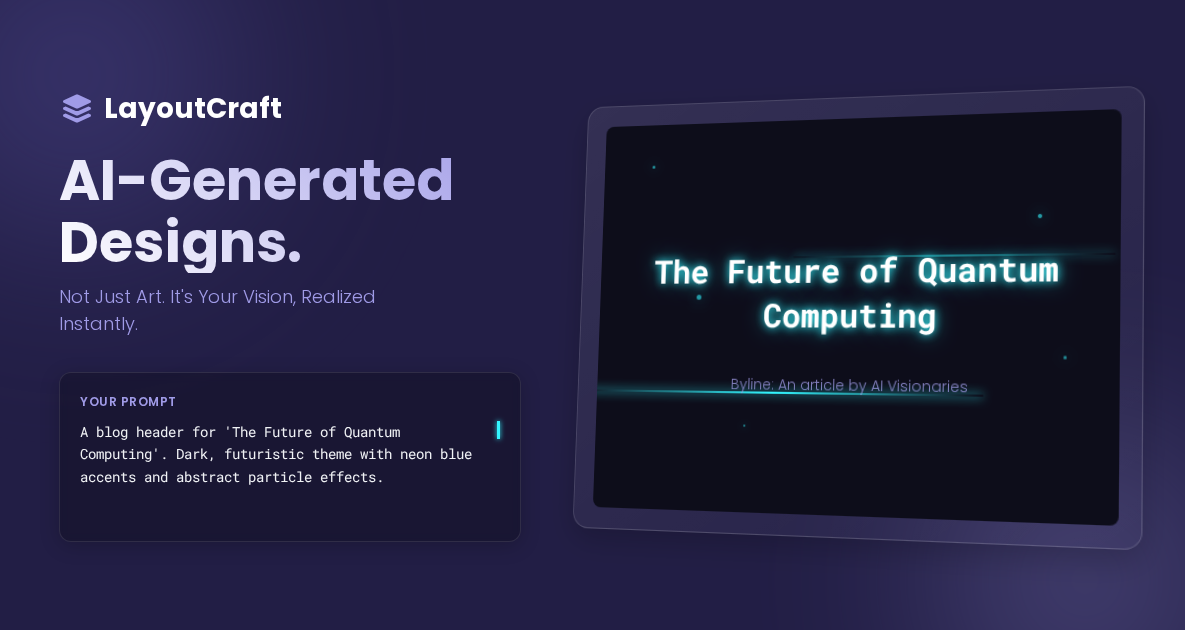 LayoutCraft
AI-Generated
Designs.
Not Just Art. It's Your Vision, Realized
Instantly.
YOUR PROMPT
A blog header for 'The Future of Quantum
Computing'. Dark, futuristic theme with neon blue
accents and abstract particle effects.
The Future of Quantum
Computing
Byline: An article by AI Visionaries